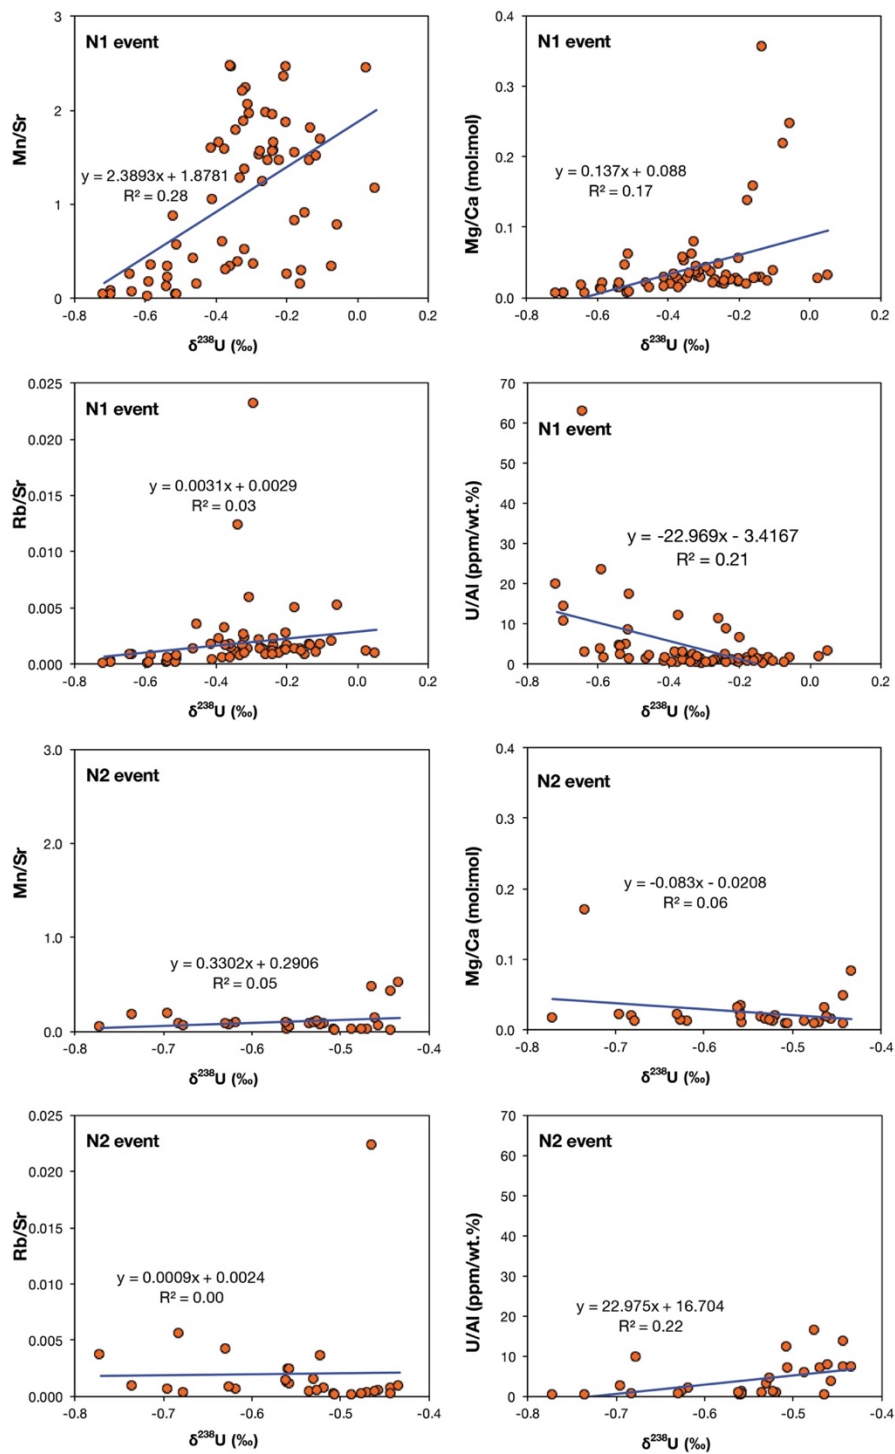 3
2
1
0
Mn/Sr
N1 event
y = 2.3893x + 1.8781
R² = 0.28
-0.8 -0.6 -0.4 -0.2 0.0 0.2
δ²³⁸U (‰)
0.4
0.3
0.2
0.1
0.0
Mg/Ca (mol:mol)
N1 event
y = 0.137x + 0.088
R² = 0.17
-0.8 -0.6 -0.4 -0.2 0.0 0.2
δ²³⁸U (‰)
0.025
0.020
0.015
0.010
0.005
0.000
Rb/Sr
N1 event
y = 0.0031x + 0.0029
R² = 0.03
-0.8 -0.6 -0.4 -0.2 0.0 0.2
δ²³⁸U (‰)
70
60
50
40
30
20
10
0
U/Al (ppm/wt.%)
N1 event
y = -22.969x - 3.4167
R² = 0.21
-0.8 -0.6 -0.4 -0.2 0.0 0.2
δ²³⁸U (‰)
3.0
2.0
1.0
0.0
Mn/Sr
N2 event
y = 0.3302x + 0.2906
R² = 0.05
-0.8 -0.7 -0.6 -0.5 -0.4
δ²³⁸U (‰)
0.4
0.3
0.2
0.1
0.0
Mg/Ca (mol:mol)
N2 event
y = -0.083x - 0.0208
R² = 0.06
-0.8 -0.7 -0.6 -0.5 -0.4
δ²³⁸U (‰)
0.025
0.020
0.015
0.010
0.005
0.000
Rb/Sr
N2 event
y = 0.0009x + 0.0024
R² = 0.00
-0.8 -0.7 -0.6 -0.5 -0.4
δ²³⁸U (‰)
70
60
50
40
30
20
10
0
U/Al (ppm/wt.%)
N2 event
y = 22.975x + 16.704
R² = 0.22
-0.8 -0.7 -0.6 -0.5 -0.4
δ²³⁸U (‰)